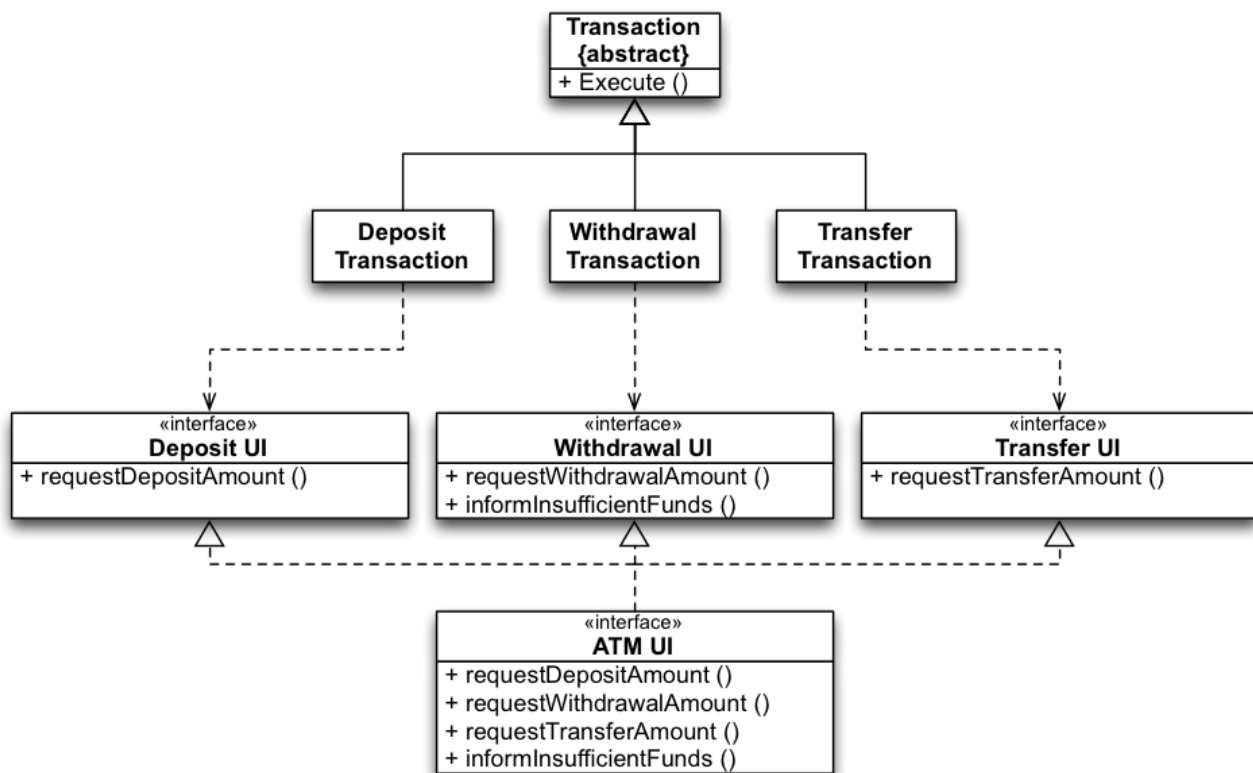 Transaction
{abstract}
+ Execute ()
Deposit
Transaction
Withdrawal
Transaction
Transfer
Transaction
«interface»
Deposit UI
+ requestDepositAmount ()
«interface»
Withdrawal UI
+ requestWithdrawalAmount ()
+ informInsufficientFunds ()
«interface»
Transfer UI
+ requestTransferAmount ()
«interface»
ATM UI
+ requestDepositAmount ()
+ requestWithdrawalAmount ()
+ requestTransferAmount ()
+ informInsufficientFunds ()